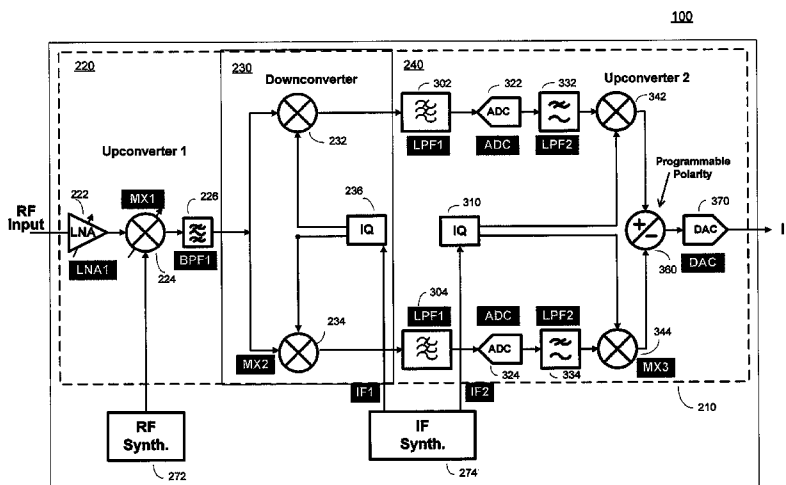 100
220
230
240
Downconverter
302
322
332
Upconverter 2
342
ADC
232
LPF1
ADC
LPF2
Upconverter 1
Programmable
Polarity
222
MX1
226
236
310
370
RF
Input
LNA
IQ
IQ
+
−
DAC
I
LNA1
224
BPF1
360
DAC
304
234
LPF1
ADC
LPF2
344
ADC
MX2
324
334
MX3
IF1
IF2
210
RF
Synth.
IF
Synth.
272
274